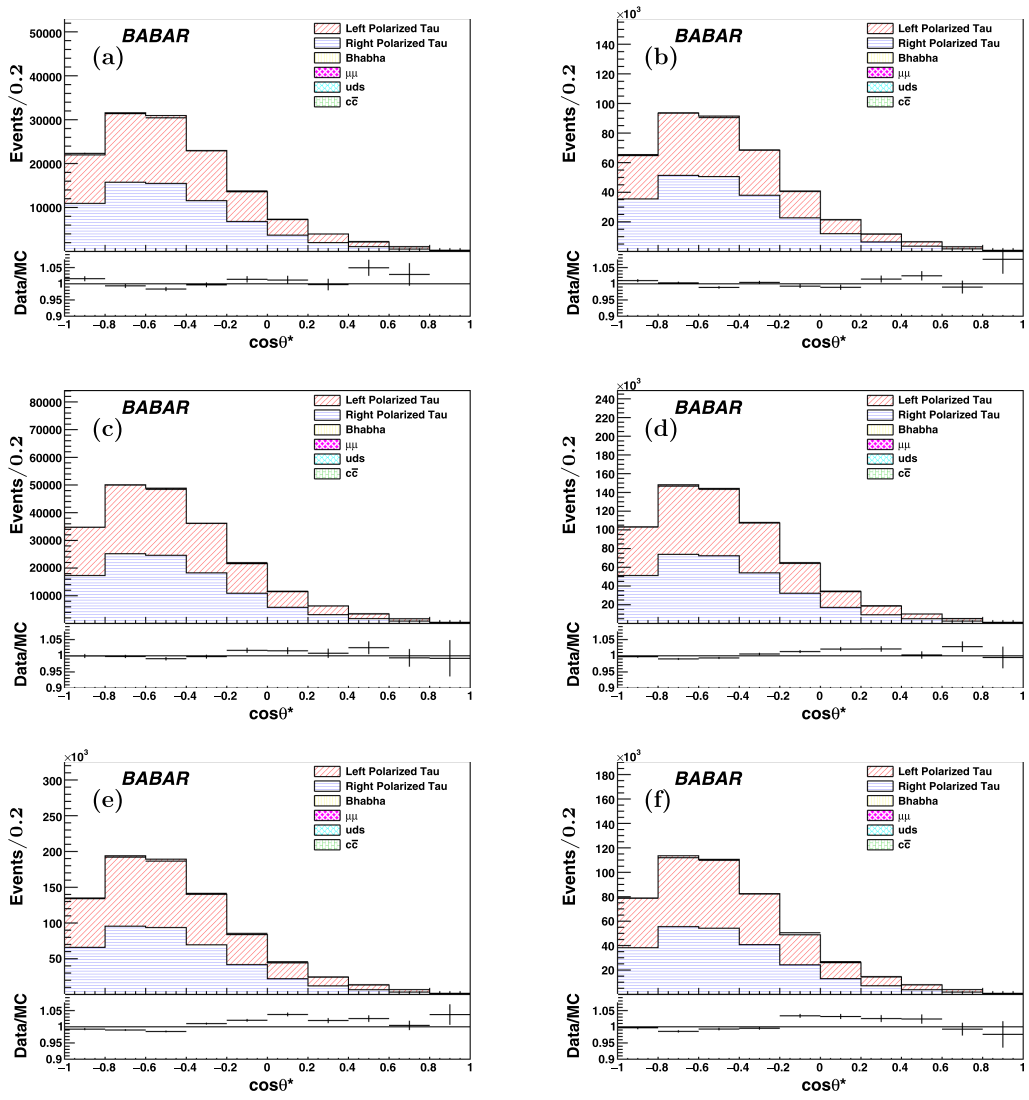 BABAR
(a)
Left Polarized Tau
Right Polarized Tau
Bhabha
μμ
uds
cc̅
Events/0.2
50000
40000
30000
20000
10000
Data/MC
1.05
1
0.95
0.9
−1 −0.8 −0.6 −0.4 −0.2 0 0.2 0.4 0.6 0.8 1
cosθ*
×10³
BABAR
(b)
Left Polarized Tau
Right Polarized Tau
Bhabha
μμ
uds
cc̅
Events/0.2
160
140
120
100
80
60
40
20
Data/MC
1.05
1
0.95
0.9
−1 −0.8 −0.6 −0.4 −0.2 0 0.2 0.4 0.6 0.8 1
cosθ*
BABAR
(c)
Left Polarized Tau
Right Polarized Tau
Bhabha
μμ
uds
cc̅
Events/0.2
80000
70000
60000
50000
40000
30000
20000
10000
Data/MC
1.05
1
0.95
0.9
−1 −0.8 −0.6 −0.4 −0.2 0 0.2 0.4 0.6 0.8 1
cosθ*
×10³
BABAR
(d)
Left Polarized Tau
Right Polarized Tau
Bhabha
μμ
uds
cc̅
Events/0.2
240
220
200
180
160
140
120
100
80
60
40
20
Data/MC
1.05
1
0.95
0.9
−1 −0.8 −0.6 −0.4 −0.2 0 0.2 0.4 0.6 0.8 1
cosθ*
×10³
BABAR
(e)
Left Polarized Tau
Right Polarized Tau
Bhabha
μμ
uds
cc̅
Events/0.2
300
250
200
150
100
50
Data/MC
1.05
1
0.95
0.9
−1 −0.8 −0.6 −0.4 −0.2 0 0.2 0.4 0.6 0.8 1
cosθ*
×10³
BABAR
(f)
Left Polarized Tau
Right Polarized Tau
Bhabha
μμ
uds
cc̅
Events/0.2
180
160
140
120
100
80
60
40
20
Data/MC
1.05
1
0.95
0.9
−1 −0.8 −0.6 −0.4 −0.2 0 0.2 0.4 0.6 0.8 1
cosθ*